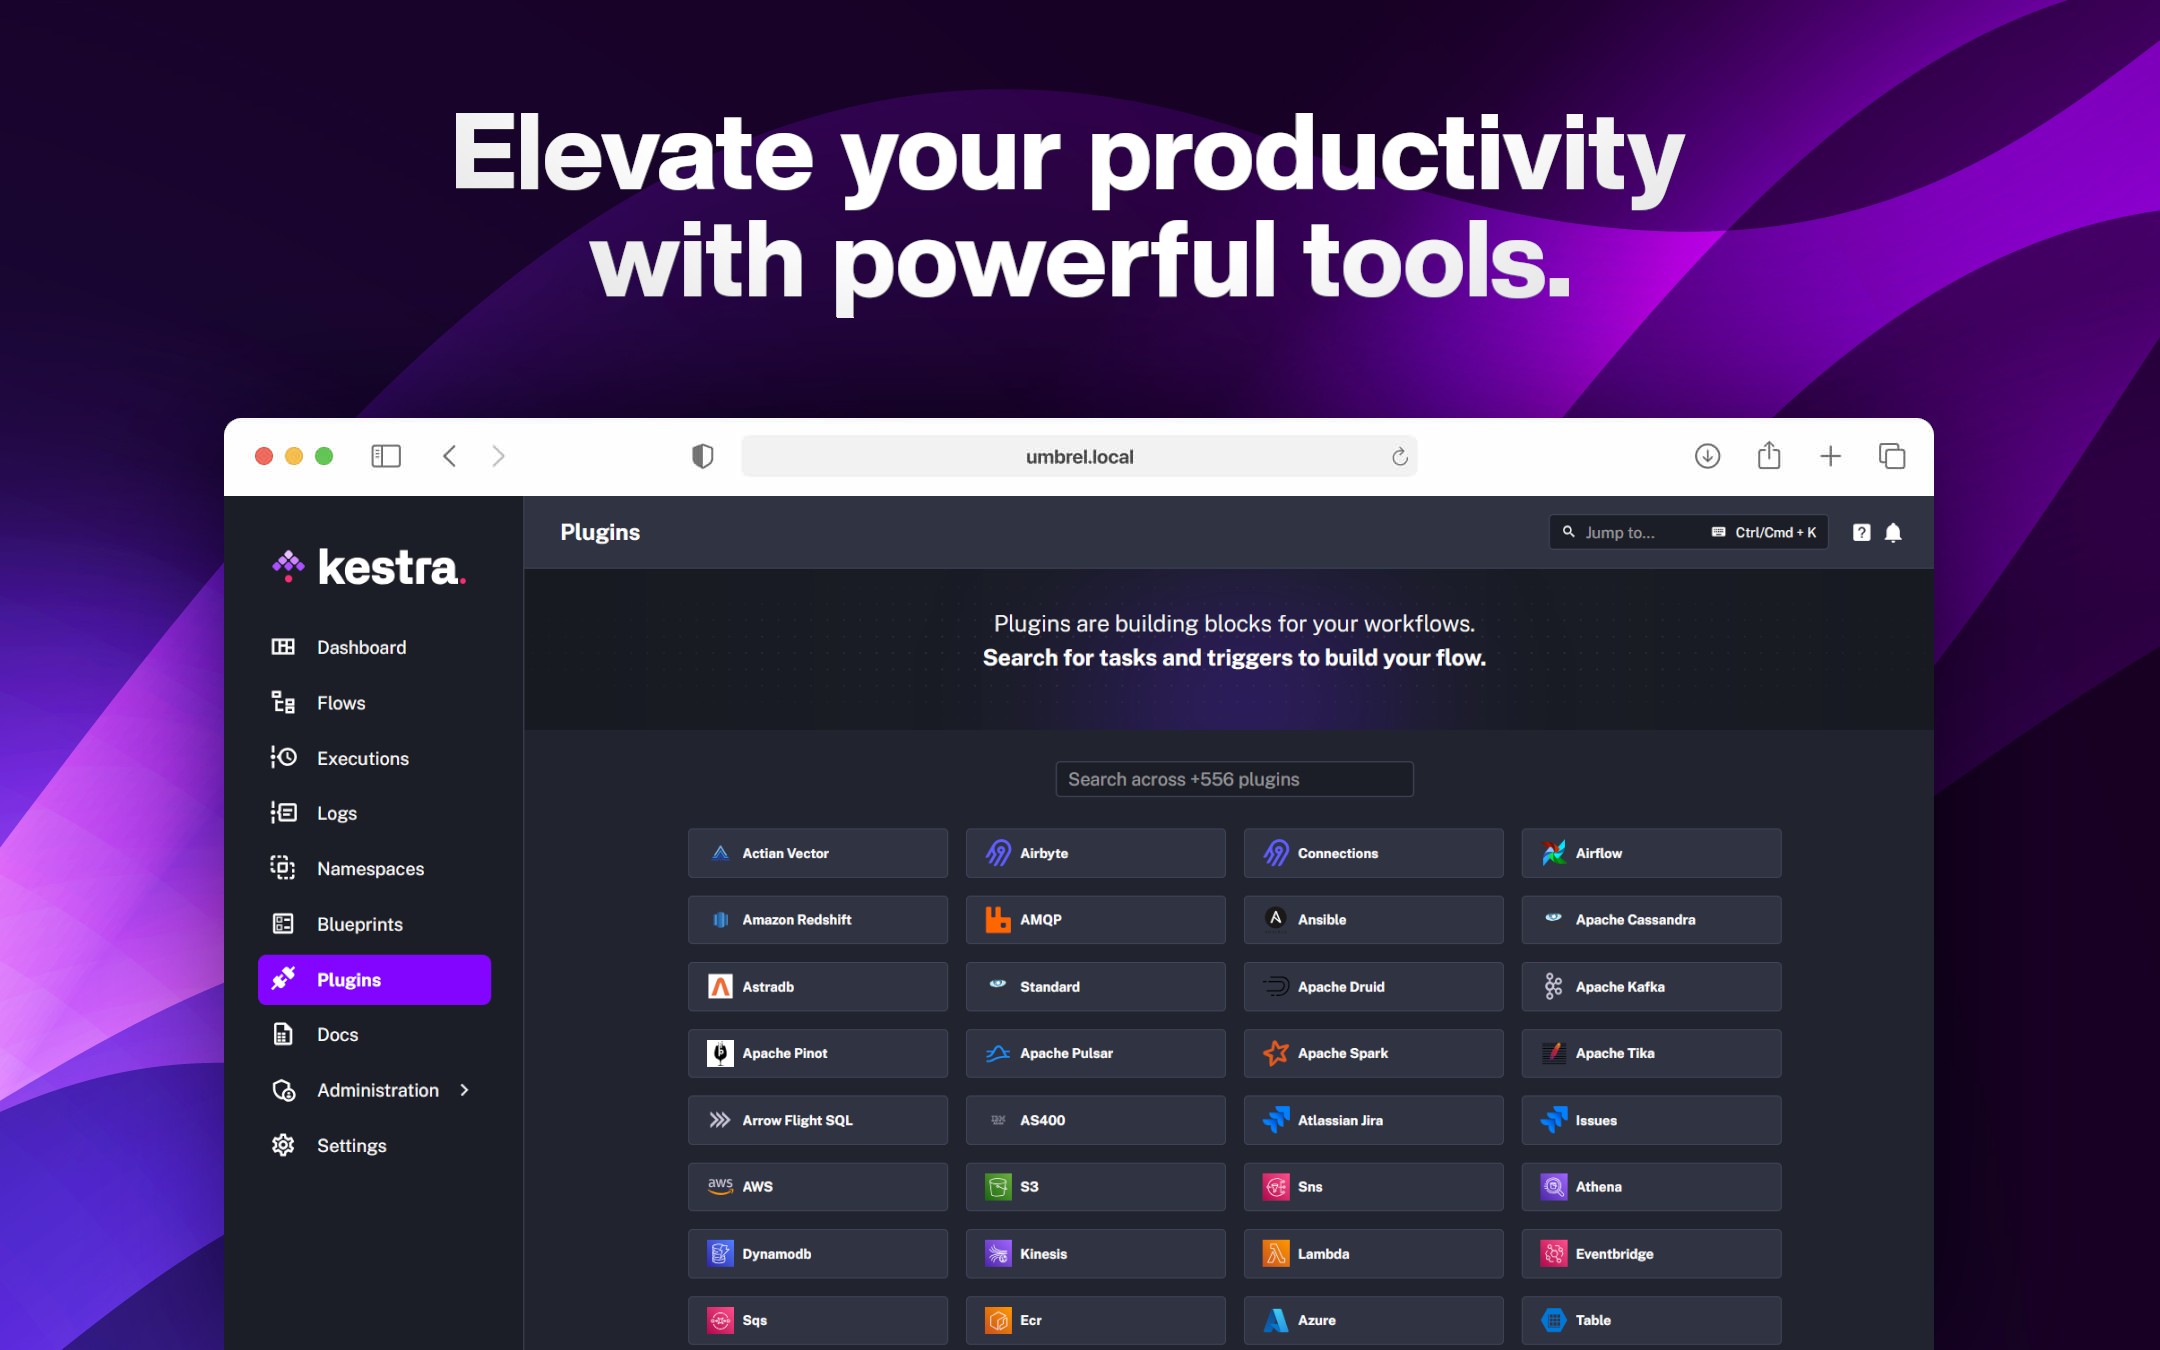 Elevate your productivity
with powerful tools.
umbrel.local
kestra.
Plugins
Jump to...
Ctrl/Cmd + K
Dashboard
Flows
Executions
Logs
Namespaces
Blueprints
Plugins
Docs
Administration
Settings
Plugins are building blocks for your workflows.
Search for tasks and triggers to build your flow.
Search across +556 plugins
Actian Vector
Airbyte
Connections
Airflow
Amazon Redshift
AMQP
Ansible
Apache Cassandra
Astradb
Standard
Apache Druid
Apache Kafka
Apache Pinot
Apache Pulsar
Apache Spark
Apache Tika
Arrow Flight SQL
AS400
Atlassian Jira
Issues
aws AWS
S3
Sns
Athena
Dynamodb
Kinesis
Lambda
Eventbridge
Sqs
Ecr
Azure
Table